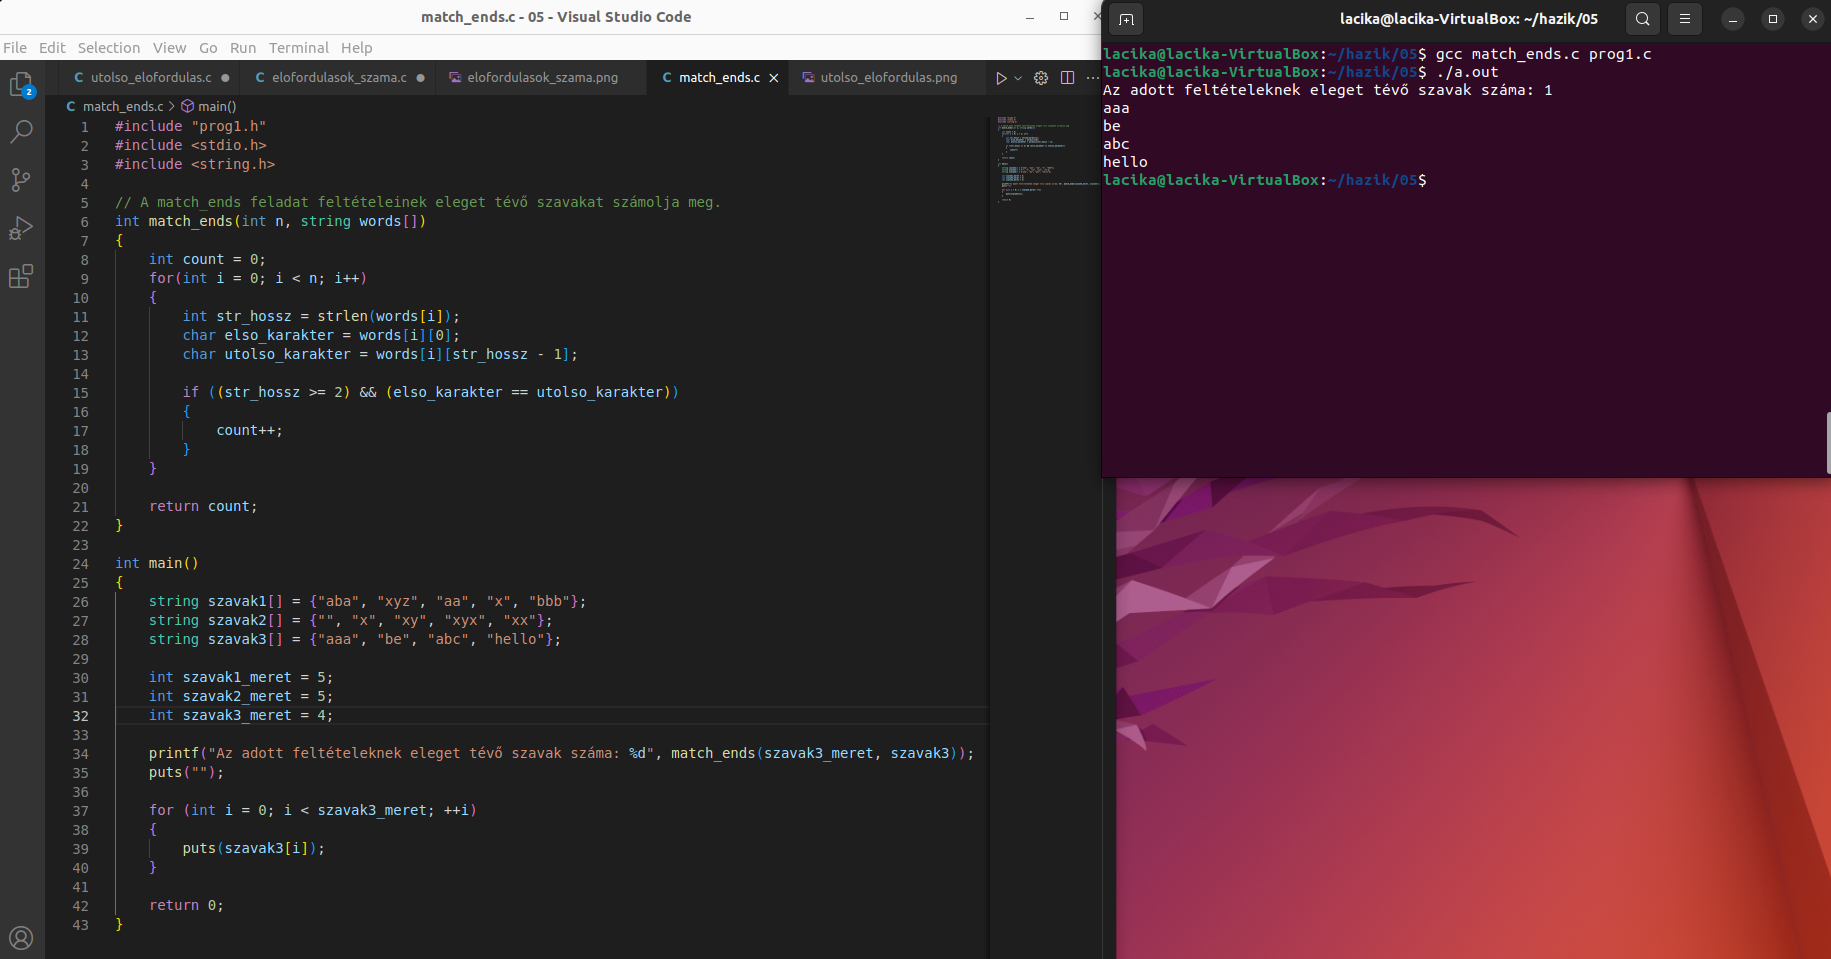 match_ends.c - 05 - Visual Studio Code
File Edit Selection View Go Run Terminal Help
utolso_elofordulas.c elofordulasok_szama.c elofordulasok_szama.png match_ends.c utolso_elofordulas.png
match_ends.c > main()
2
1 #include "prog1.h"
2 #include <stdio.h>
3 #include <string.h>
4
5 // A match_ends feladat feltételeinek eleget tévő szavakat számolja meg.
6 int match_ends(int n, string words[])
7 {
8 int count = 0;
9 for(int i = 0; i < n; i++)
10 {
11 int str_hossz = strlen(words[i]);
12 char elso_karakter = words[i][0];
13 char utolso_karakter = words[i][str_hossz - 1];
14
15 if ((str_hossz >= 2) && (elso_karakter == utolso_karakter))
16 {
17 count++;
18 }
19 }
20
21 return count;
22 }
23
24 int main()
25 {
26 string szavak1[] = {"aba", "xyz", "aa", "x", "bbb"};
27 string szavak2[] = {"", "x", "xy", "xyx", "xx"};
28 string szavak3[] = {"aaa", "be", "abc", "hello"};
29
30 int szavak1_meret = 5;
31 int szavak2_meret = 5;
32 int szavak3_meret = 4;
33
34 printf("Az adott feltételeknek eleget tévő szavak száma: %d", match_ends(szavak3_meret, szavak3));
35 puts("");
36
37 for (int i = 0; i < szavak3_meret; ++i)
38 {
39 puts(szavak3[i]);
40 }
41
42 return 0;
43 }
lacika@lacika-VirtualBox: ~/hazik/05
lacika@lacika-VirtualBox:~/hazik/05$ gcc match_ends.c prog1.c
lacika@lacika-VirtualBox:~/hazik/05$ ./a.out
Az adott feltételeknek eleget tévő szavak száma: 1
aaa
be
abc
hello
lacika@lacika-VirtualBox:~/hazik/05$